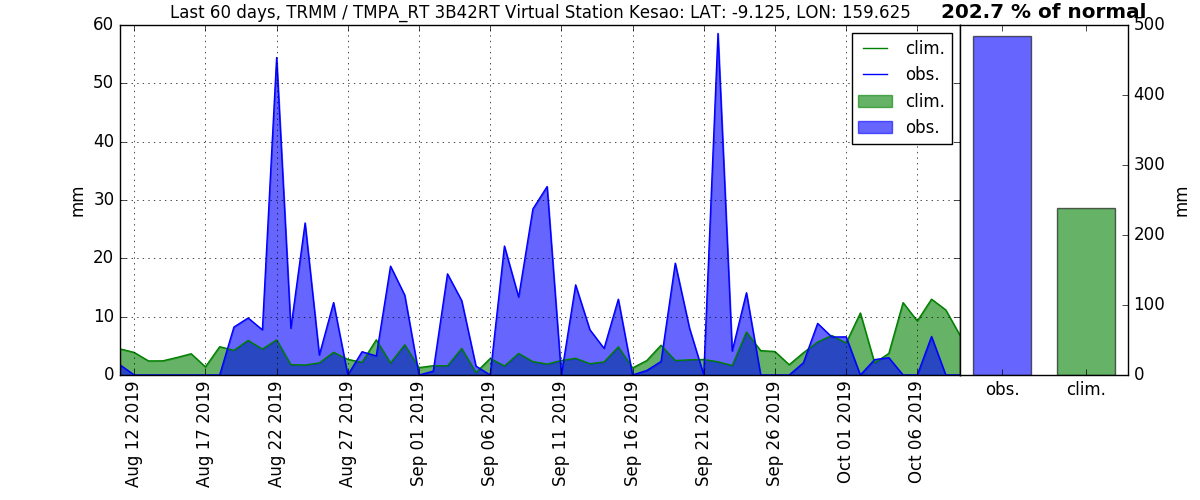 Last 60 days, TRMM / TMPA_RT 3B42RT Virtual Station Kesao: LAT: -9.125, LON: 159.625
202.7 % of normal
60
50
40
30
20
10
0
mm
clim.
obs.
clim.
obs.
500
400
300
200
100
0
mm
obs.
clim.
Aug 12 2019
Aug 17 2019
Aug 22 2019
Aug 27 2019
Sep 01 2019
Sep 06 2019
Sep 11 2019
Sep 16 2019
Sep 21 2019
Sep 26 2019
Oct 01 2019
Oct 06 2019